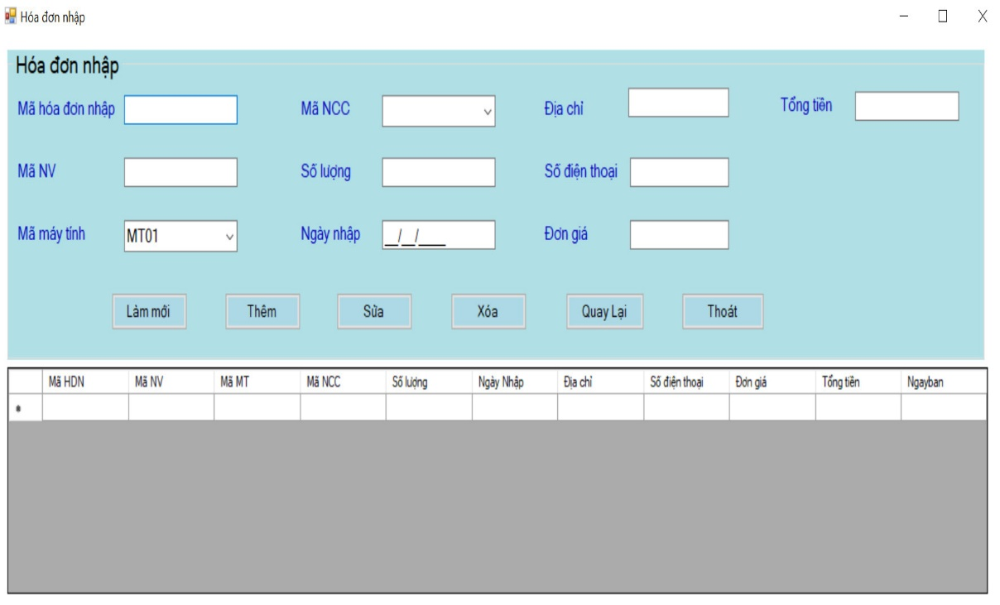 Hóa đơn nhập
Hóa đơn nhập
Mã hóa đơn nhập Mã NCC Địa chỉ Tổng tiền
Mã NV Số lượng Số điện thoại
Mã máy tính MT01 Ngày nhập __/__/____ Đơn giá
Làm mới Thêm Sửa Xóa Quay Lại Thoát
Mã HDN Mã NV Mã MT Mã NCC Số lượng Ngày Nhập Địa chỉ Số điện thoại Đơn giá Tổng tiền Ngayban